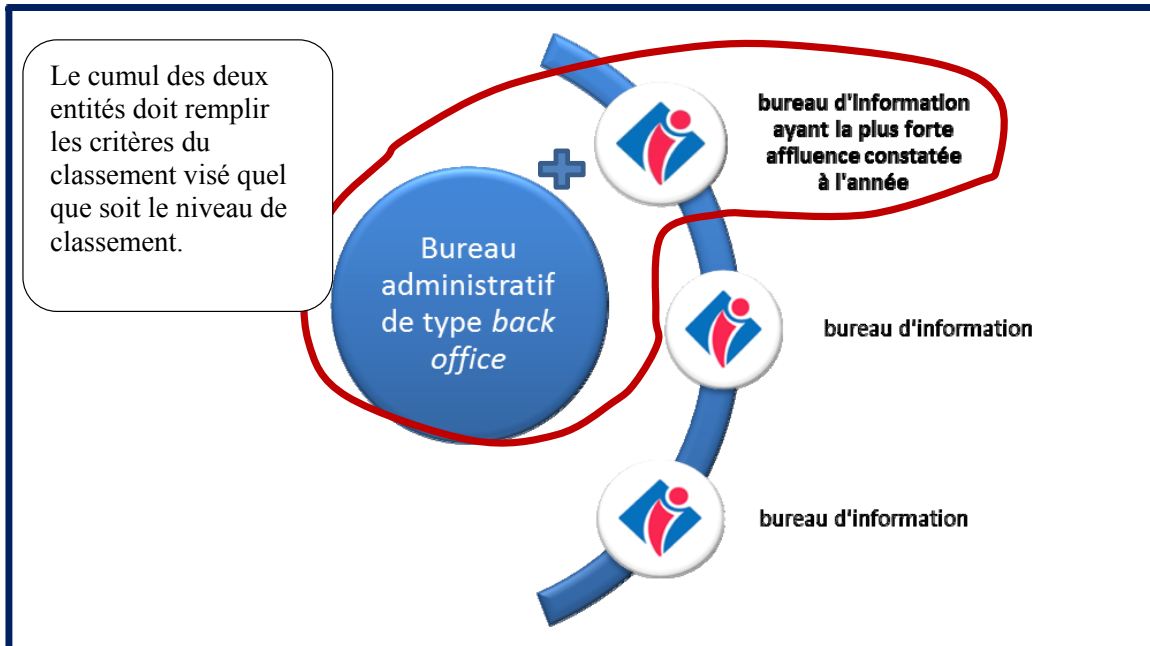 Le cumul des deux
entités doit remplir
les critères du
classement visé quel
que soit le niveau de
classement.
bureau d'information
ayant la plus forte
affluence constatée
à l'année
Bureau
administratif
de type back
office
bureau d'information
bureau d'information